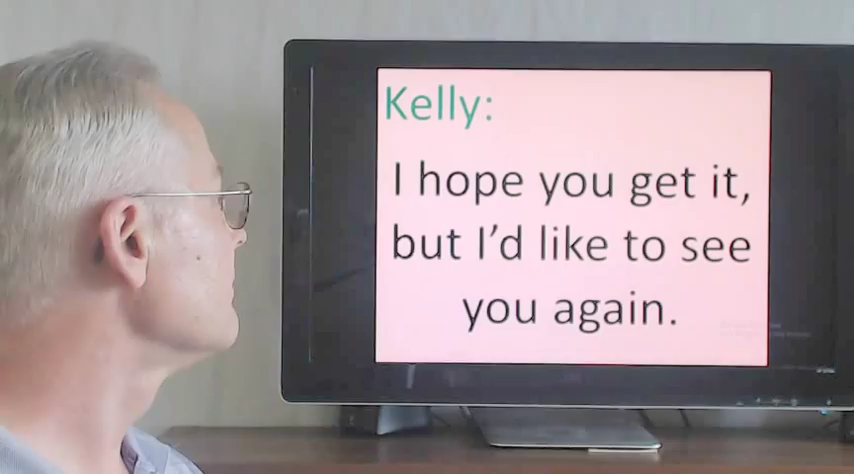 Kelly:
I hope you get it,
but I’d like to see
you again.